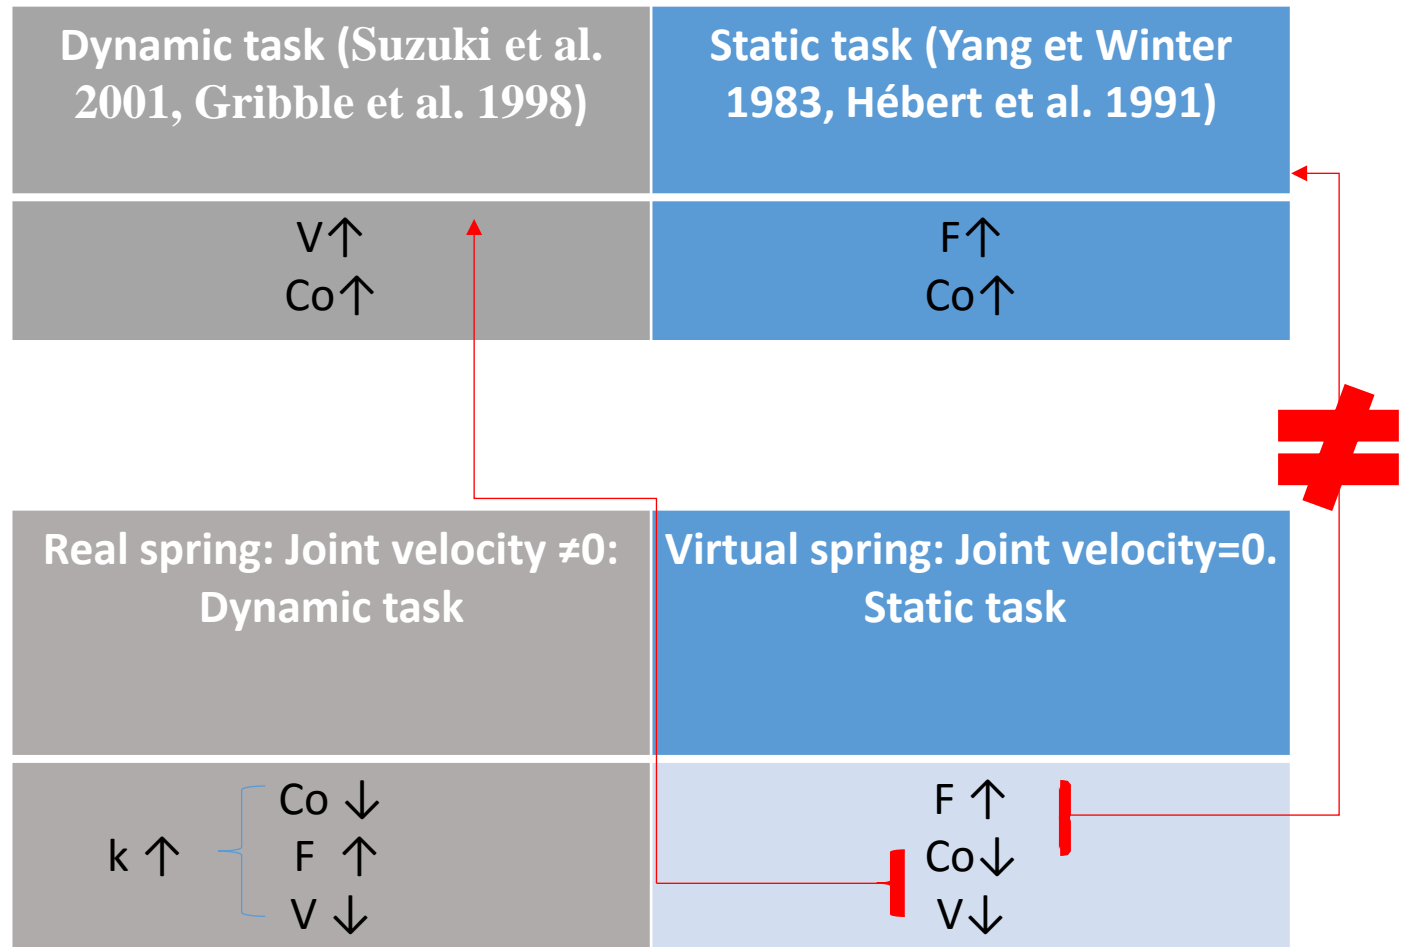 Dynamic task (Suzuki et al.
2001, Gribble et al. 1998)
Static task (Yang et Winter
1983, Hébert et al. 1991)
V↑
Co↑
F↑
Co↑
≠
Real spring: Joint velocity ≠0:
Dynamic task
Virtual spring: Joint velocity=0.
Static task
k ↑
Co ↓
F ↑
V ↓
F ↑
Co↓
V↓